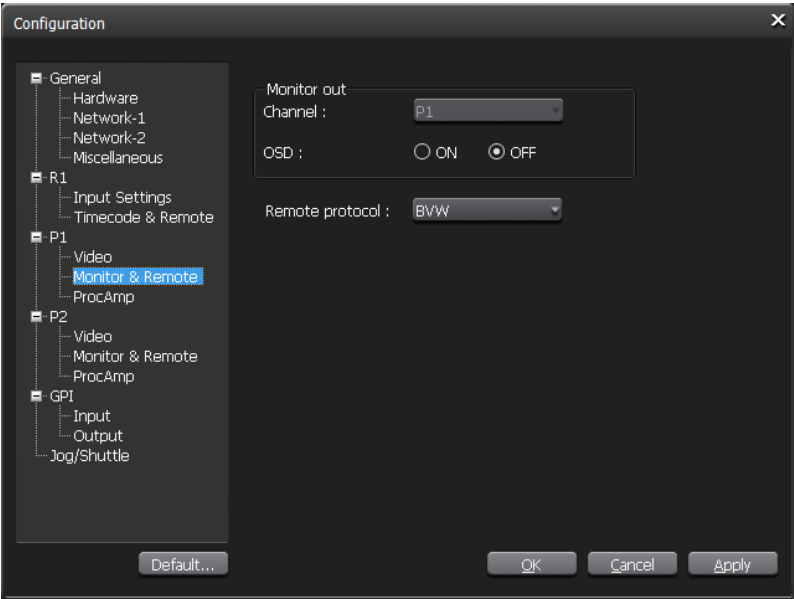 Configuration
General
Hardware
Network-1
Network-2
Miscellaneous
R1
Input Settings
Timecode & Remote
P1
Video
Monitor & Remote
ProcAmp
P2
Video
Monitor & Remote
ProcAmp
GPI
Input
Output
Jog/Shuttle
Default...
Monitor out
Channel : P1
OSD : ON OFF
Remote protocol : BVW
OK Cancel Apply